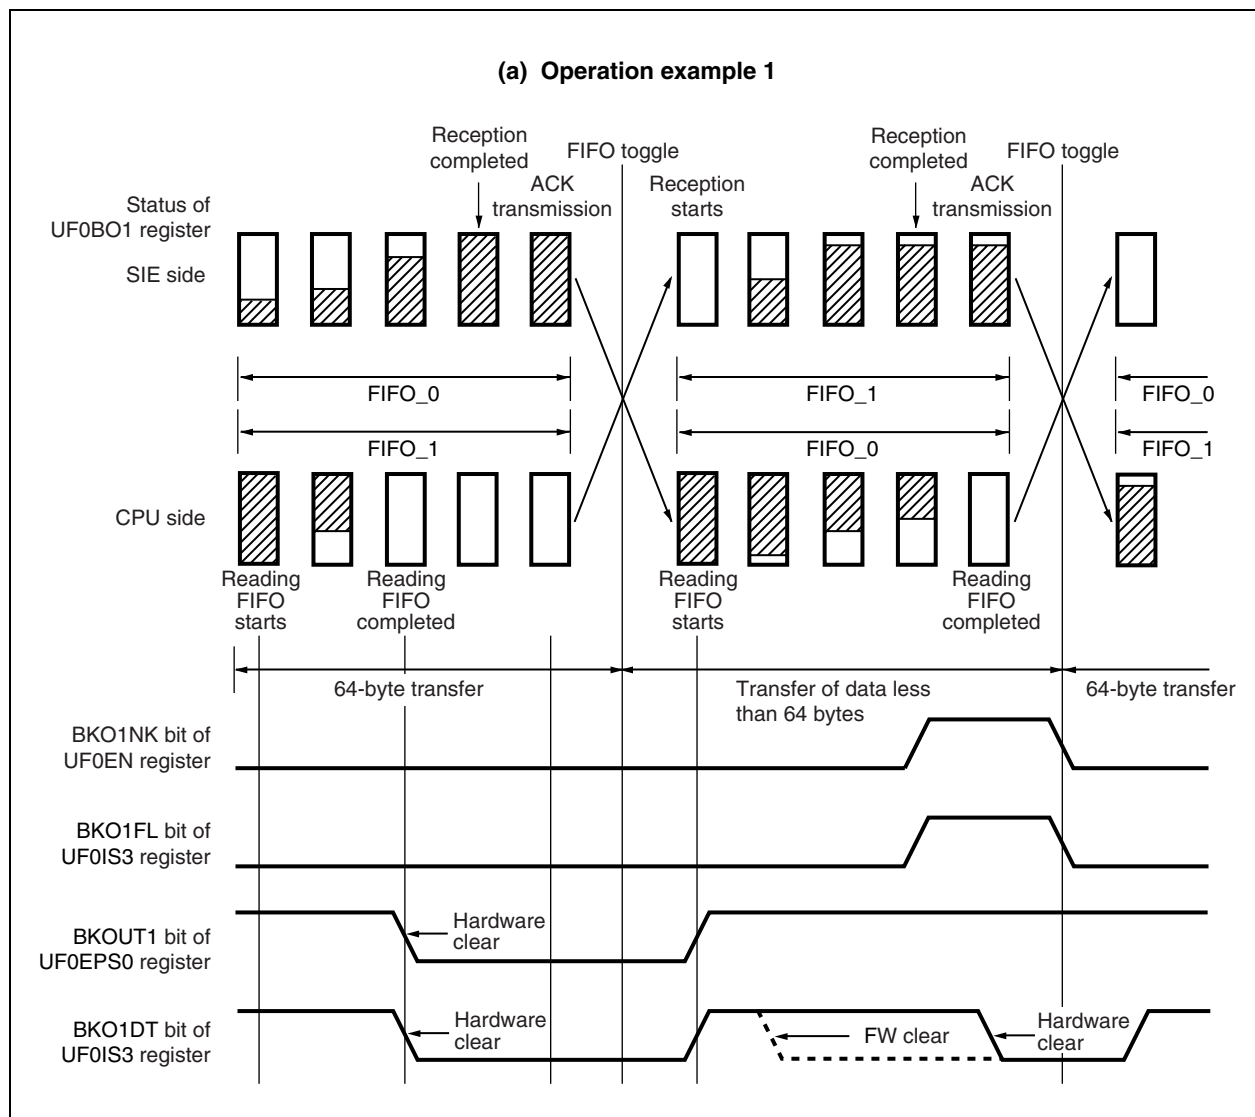 (a) Operation example 1
Reception
completed
FIFO toggle
Reception
completed
FIFO toggle
Status of
UF0BO1 register
ACK
transmission
Reception
starts
ACK
transmission
SIE side
FIFO_0
FIFO_1
FIFO_0
FIFO_1
FIFO_0
FIFO_1
CPU side
Reading
FIFO
starts
Reading
FIFO
completed
Reading
FIFO
starts
Reading
FIFO
completed
64-byte transfer
Transfer of data less
than 64 bytes
64-byte transfer
BKO1NK bit of
UF0EN register
BKO1FL bit of
UF0IS3 register
BKOUT1 bit of
UF0EPS0 register
Hardware
clear
BKO1DT bit of
UF0IS3 register
Hardware
clear
FW clear
Hardware
clear